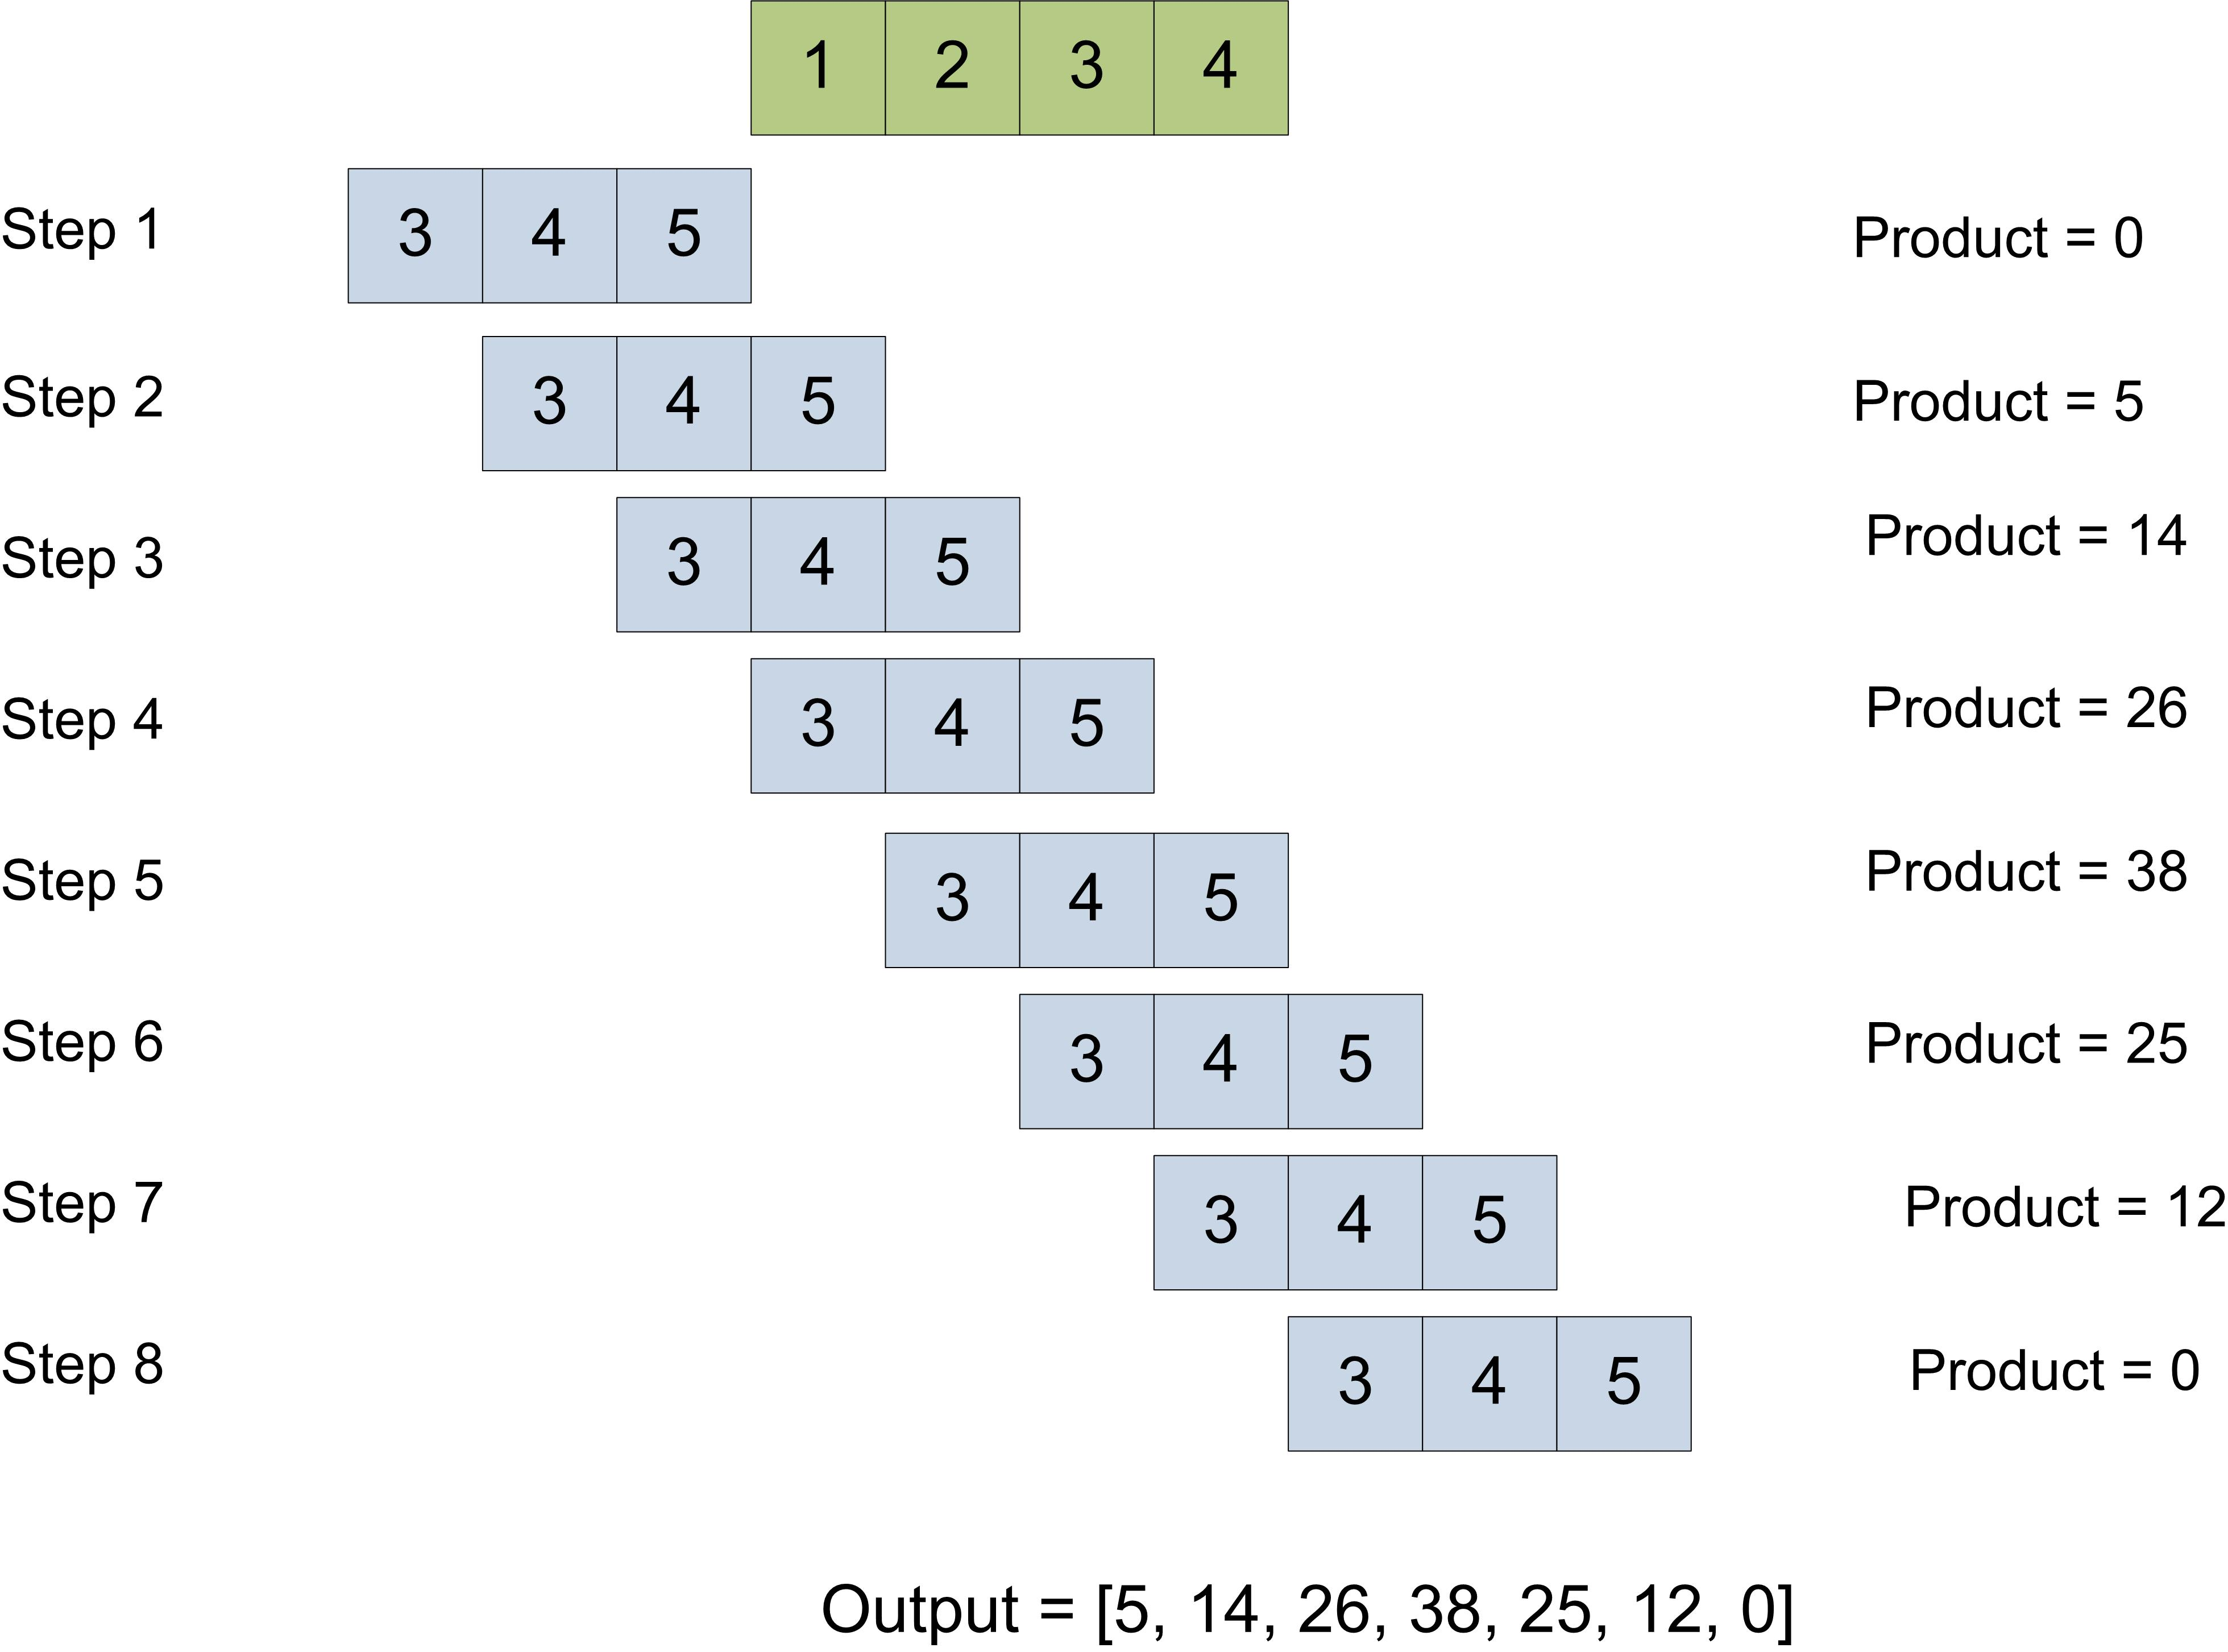 1 2 3 4
Step 1 3 4 5 Product = 0
Step 2 3 4 5 Product = 5
Step 3 3 4 5 Product = 14
Step 4 3 4 5 Product = 26
Step 5 3 4 5 Product = 38
Step 6 3 4 5 Product = 25
Step 7 3 4 5 Product = 12
Step 8 3 4 5 Product = 0
Output = [5, 14, 26, 38, 25, 12, 0]